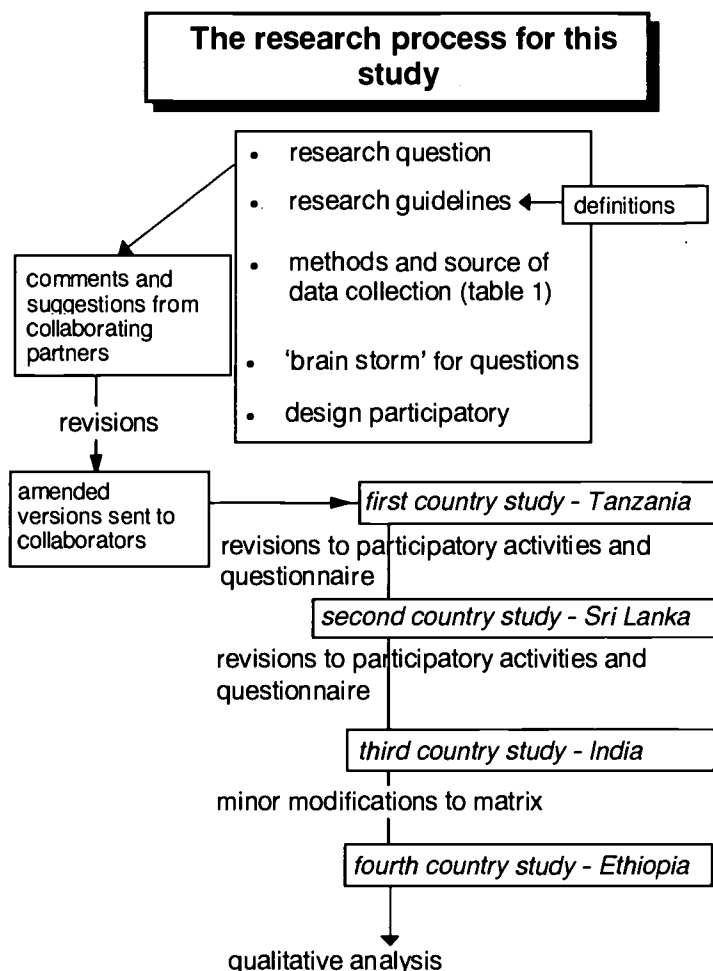 The research process for this
study
• research question
• research guidelines
definitions
• methods and source of
data collection (table 1)
• 'brain storm' for questions
• design participatory
comments and
suggestions from
collaborating
partners
revisions
amended
versions sent to
collaborators
first country study - Tanzania
revisions to participatory activities and
questionnaire
second country study - Sri Lanka
revisions to participatory activities and
questionnaire
third country study - India
minor modifications to matrix
fourth country study - Ethiopia
qualitative analysis